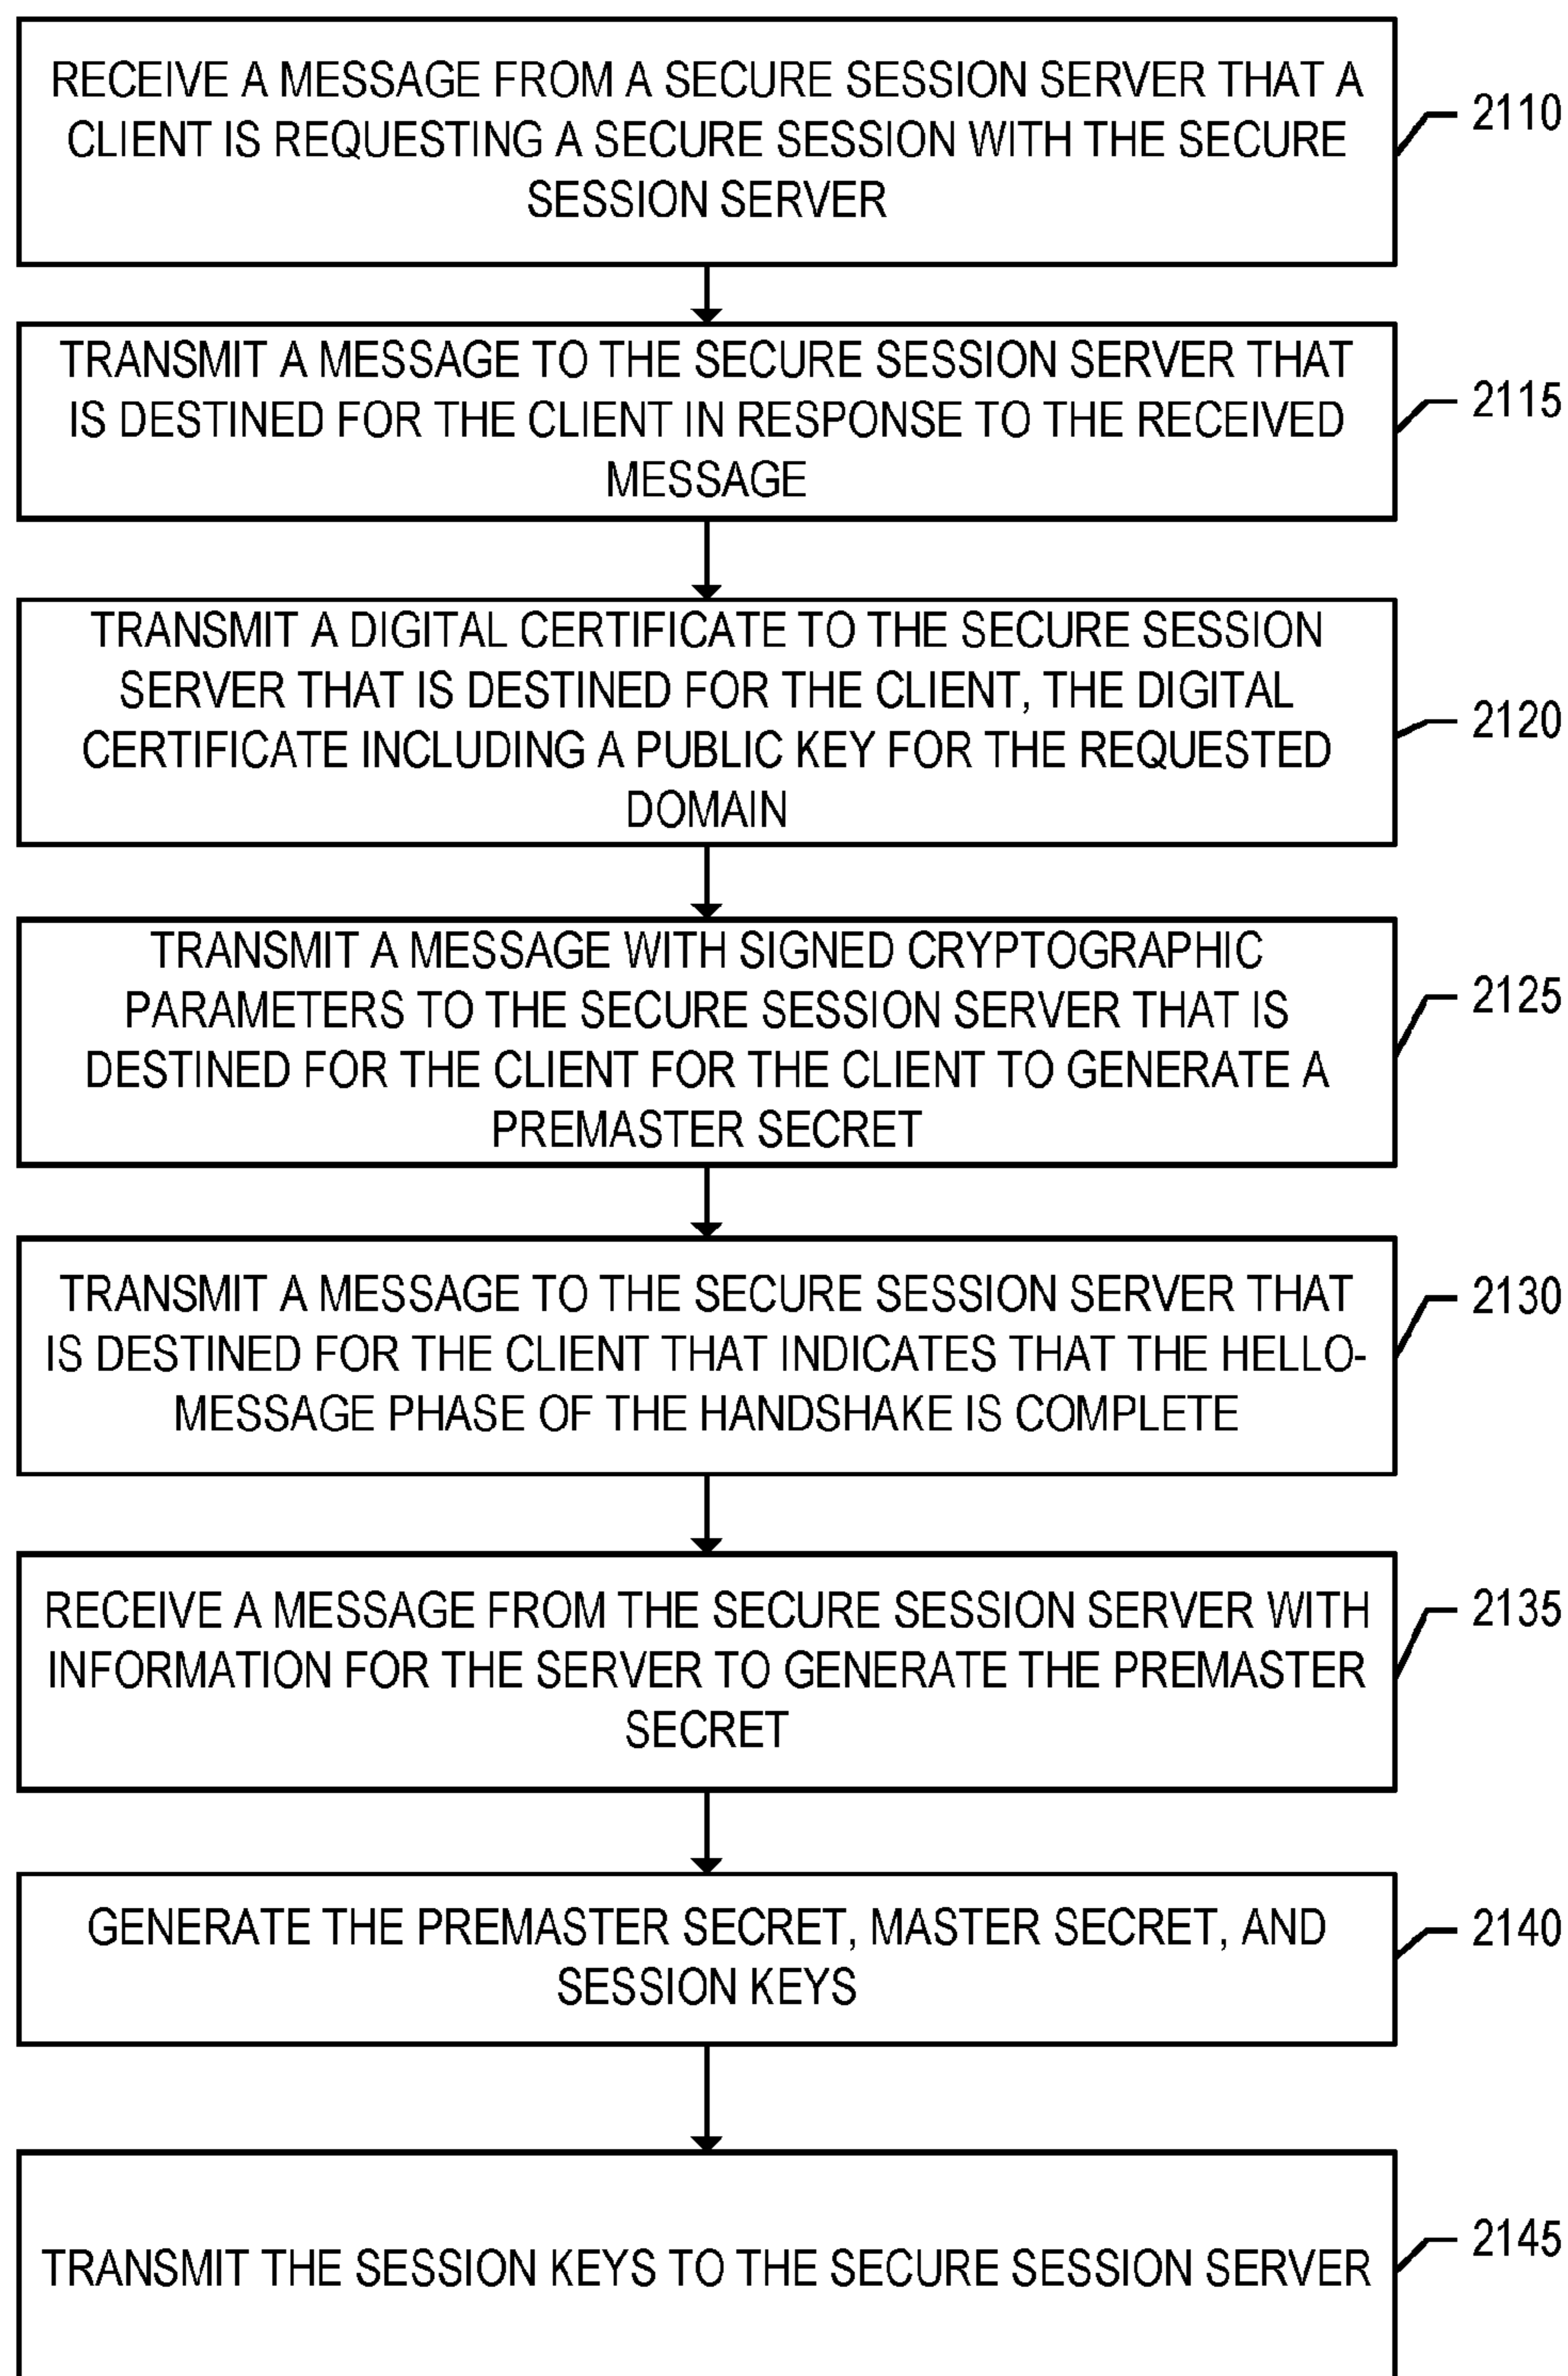 RECEIVE A MESSAGE FROM A SECURE SESSION SERVER THAT A
CLIENT IS REQUESTING A SECURE SESSION WITH THE SECURE
SESSION SERVER
2110
TRANSMIT A MESSAGE TO THE SECURE SESSION SERVER THAT
IS DESTINED FOR THE CLIENT IN RESPONSE TO THE RECEIVED
MESSAGE
2115
TRANSMIT A DIGITAL CERTIFICATE TO THE SECURE SESSION
SERVER THAT IS DESTINED FOR THE CLIENT, THE DIGITAL
CERTIFICATE INCLUDING A PUBLIC KEY FOR THE REQUESTED
DOMAIN
2120
TRANSMIT A MESSAGE WITH SIGNED CRYPTOGRAPHIC
PARAMETERS TO THE SECURE SESSION SERVER THAT IS
DESTINED FOR THE CLIENT FOR THE CLIENT TO GENERATE A
PREMASTER SECRET
2125
TRANSMIT A MESSAGE TO THE SECURE SESSION SERVER THAT
IS DESTINED FOR THE CLIENT THAT INDICATES THAT THE HELLO-
MESSAGE PHASE OF THE HANDSHAKE IS COMPLETE
2130
RECEIVE A MESSAGE FROM THE SECURE SESSION SERVER WITH
INFORMATION FOR THE SERVER TO GENERATE THE PREMASTER
SECRET
2135
GENERATE THE PREMASTER SECRET, MASTER SECRET, AND
SESSION KEYS
2140
TRANSMIT THE SESSION KEYS TO THE SECURE SESSION SERVER
2145